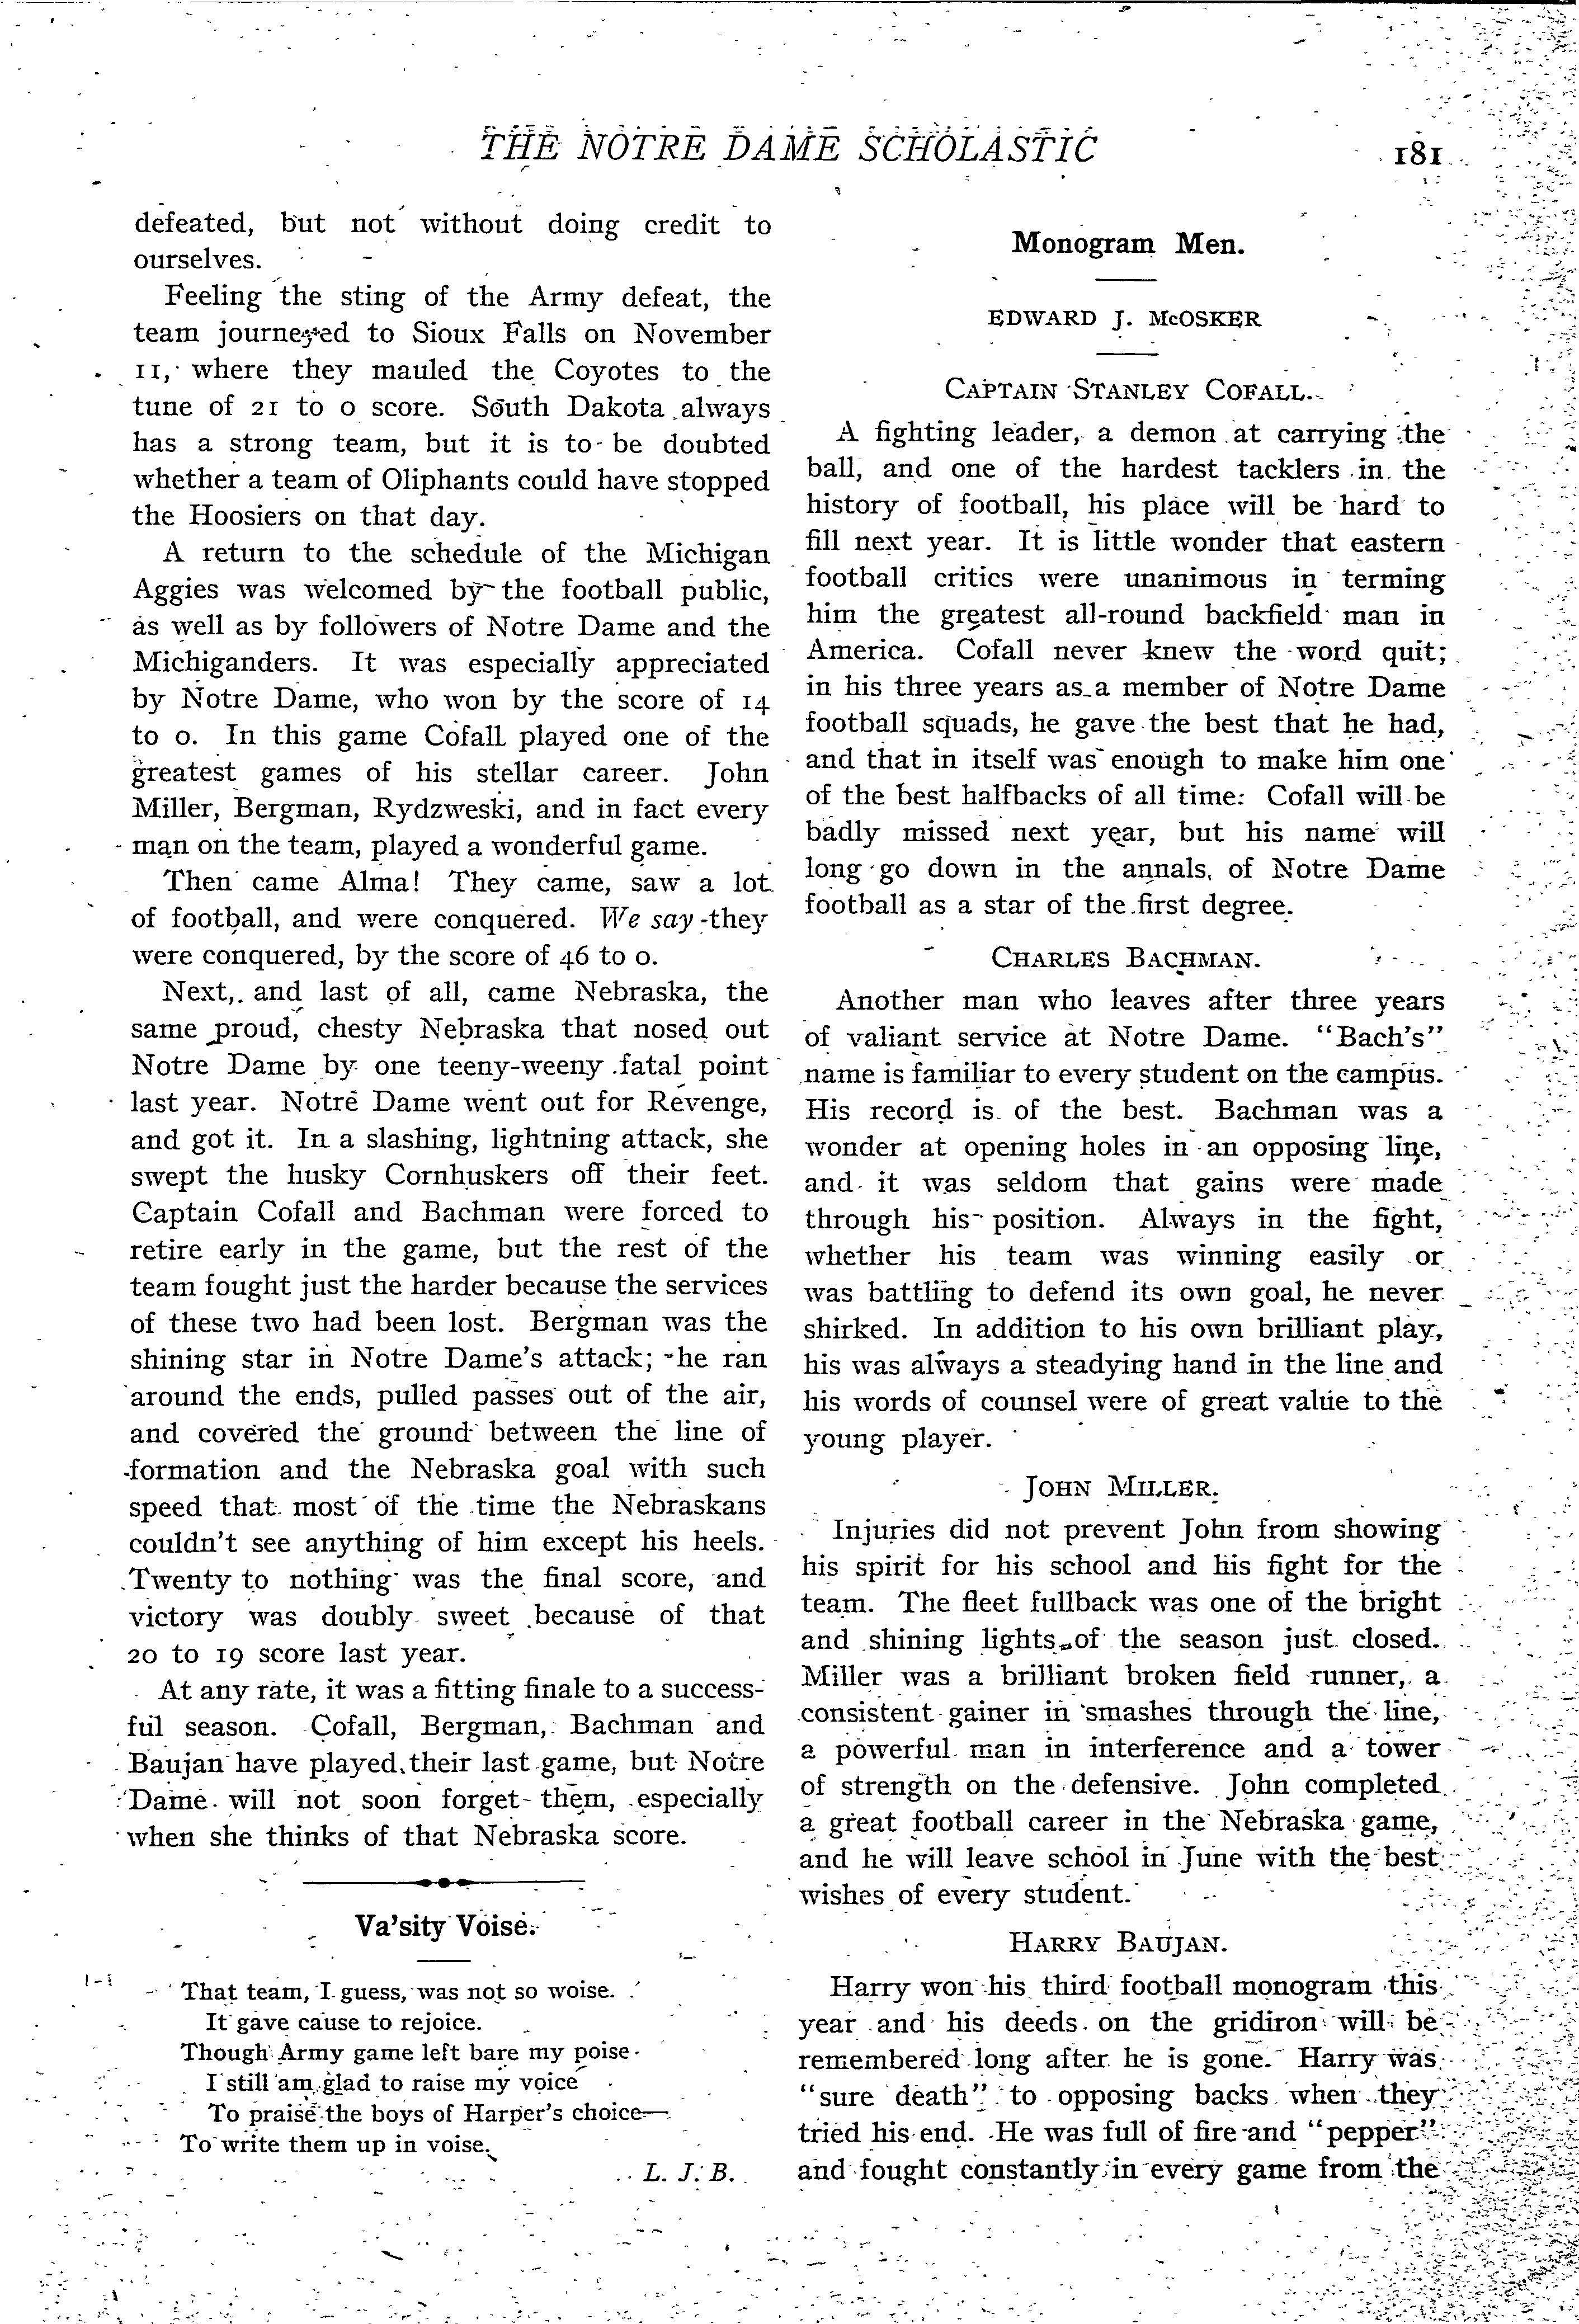 THE NOTRE DAME SCHOLASTIC 181
defeated, but not without doing credit to
ourselves.
Feeling the sting of the Army defeat, the
team journeyed to Sioux Falls on November
11, where they mauled the Coyotes to the
tune of 21 to 0 score. South Dakota always
has a strong team, but it is to be doubted
whether a team of Oliphants could have stopped
the Hoosiers on that day.
A return to the schedule of the Michigan
Aggies was welcomed by the football public,
as well as by followers of Notre Dame and the
Michiganders. It was especially appreciated
by Notre Dame, who won by the score of 14
to 0. In this game Cofall played one of the
greatest games of his stellar career. John
Miller, Bergman, Rydzweski, and in fact every
man on the team, played a wonderful game.
Then came Alma! They came, saw a lot
of football, and were conquered. We say they
were conquered, by the score of 46 to 0.
Next, and last of all, came Nebraska, the
same proud, chesty Nebraska that nosed out
Notre Dame by one teeny-weeny fatal point
last year. Notre Dame went out for Revenge,
and got it. In a slashing, lightning attack, she
swept the husky Cornhuskers off their feet.
Captain Cofall and Bachman were forced to
retire early in the game, but the rest of the
team fought just the harder because the services
of these two had been lost. Bergman was the
shining star in Notre Dame's attack; he ran
around the ends, pulled passes out of the air,
and covered the ground between the line of
formation and the Nebraska goal with such
speed that most of the time the Nebraskans
couldn't see anything of him except his heels.
Twenty to nothing was the final score, and
victory was doubly sweet because of that
20 to 19 score last year.
At any rate, it was a fitting finale to a success-
ful season. Cofall, Bergman, Bachman and
Baujan have played their last game, but Notre
Dame will not soon forget them, especially
when she thinks of that Nebraska score.
Va'sity Voise.
That team, I guess, was not so woise.
It gave cause to rejoice.
Though Army game left bare my poise
I still am glad to raise my voice
To praise the boys of Harper's choice—
To write them up in voise.
L. J. B.
Monogram Men.
EDWARD J. McOSKER
CAPTAIN STANLEY COFALL.
A fighting leader, a demon at carrying the
ball, and one of the hardest tacklers in the
history of football, his place will be hard to
fill next year. It is little wonder that eastern
football critics were unanimous in terming
him the greatest all-round backfield man in
America. Cofall never knew the word quit;
in his three years as a member of Notre Dame
football squads, he gave the best that he had,
and that in itself was enough to make him one
of the best halfbacks of all time: Cofall will be
badly missed next year, but his name will
long go down in the annals, of Notre Dame
football as a star of the first degree.
CHARLES BACHMAN.
Another man who leaves after three years
of valiant service at Notre Dame. "Bach's"
name is familiar to every student on the campus.
His record is of the best. Bachman was a
wonder at opening holes in an opposing line,
and it was seldom that gains were made
through his position. Always in the fight,
whether his team was winning easily or
was battling to defend its own goal, he never
shirked. In addition to his own brilliant play,
his was always a steadying hand in the line and
his words of counsel were of great value to the
young player.
JOHN MILLER.
Injuries did not prevent John from showing
his spirit for his school and his fight for the
team. The fleet fullback was one of the bright
and shining lights of the season just closed.
Miller was a brilliant broken field runner, a
consistent gainer in smashes through the line,
a powerful man in interference and a tower
of strength on the defensive. John completed
a great football career in the Nebraska game,
and he will leave school in June with the best
wishes of every student.
HARRY BAUJAN.
Harry won his third football monogram this
year and his deeds on the gridiron will be
remembered long after he is gone. Harry was
"sure death" to opposing backs when they
tried his end. He was full of fire and "pepper"
and fought constantly in every game from the